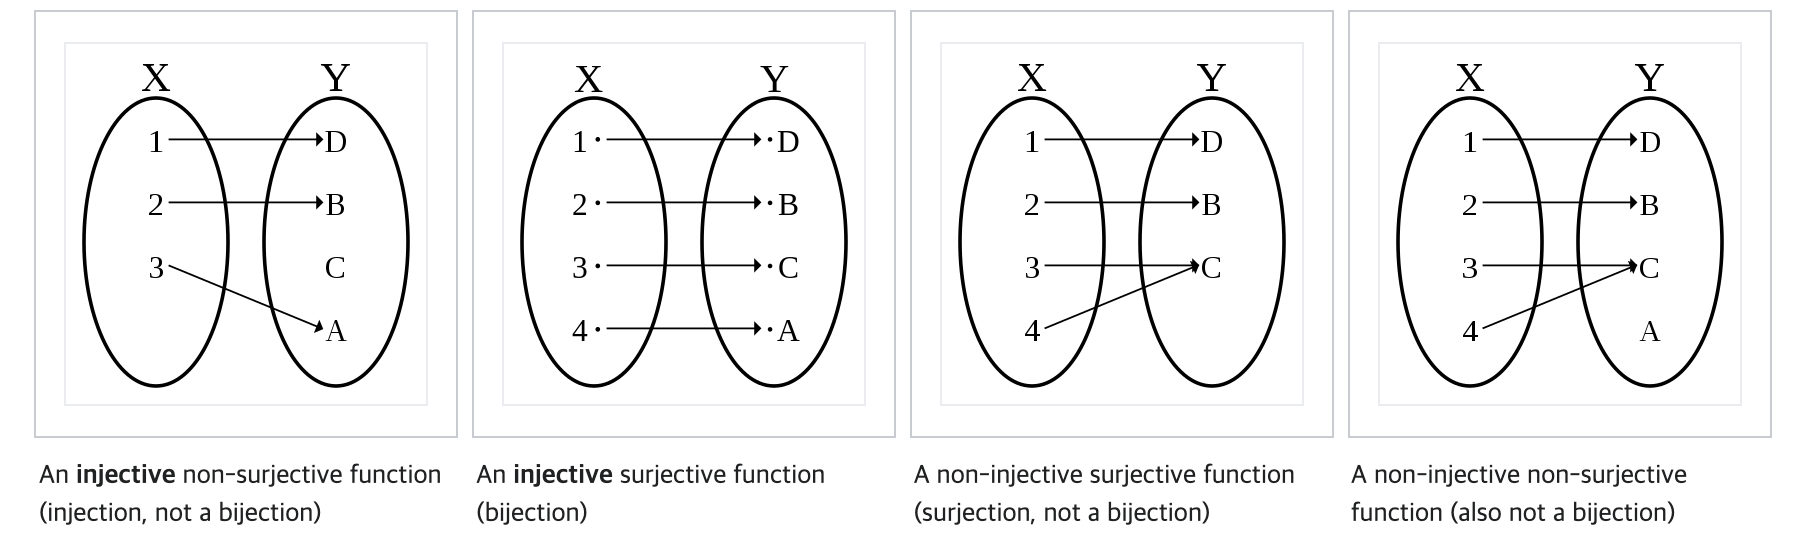 X Y
1 D
2 B
3 C
A
X Y
1 · · D
2 · · B
3 · · C
4 · · A
X Y
1 D
2 B
3 C
4
X Y
1 D
2 B
3 C
4 A
An injective non-surjective function
(injection, not a bijection)
An injective surjective function
(bijection)
A non-injective surjective function
(surjection, not a bijection)
A non-injective non-surjective
function (also not a bijection)